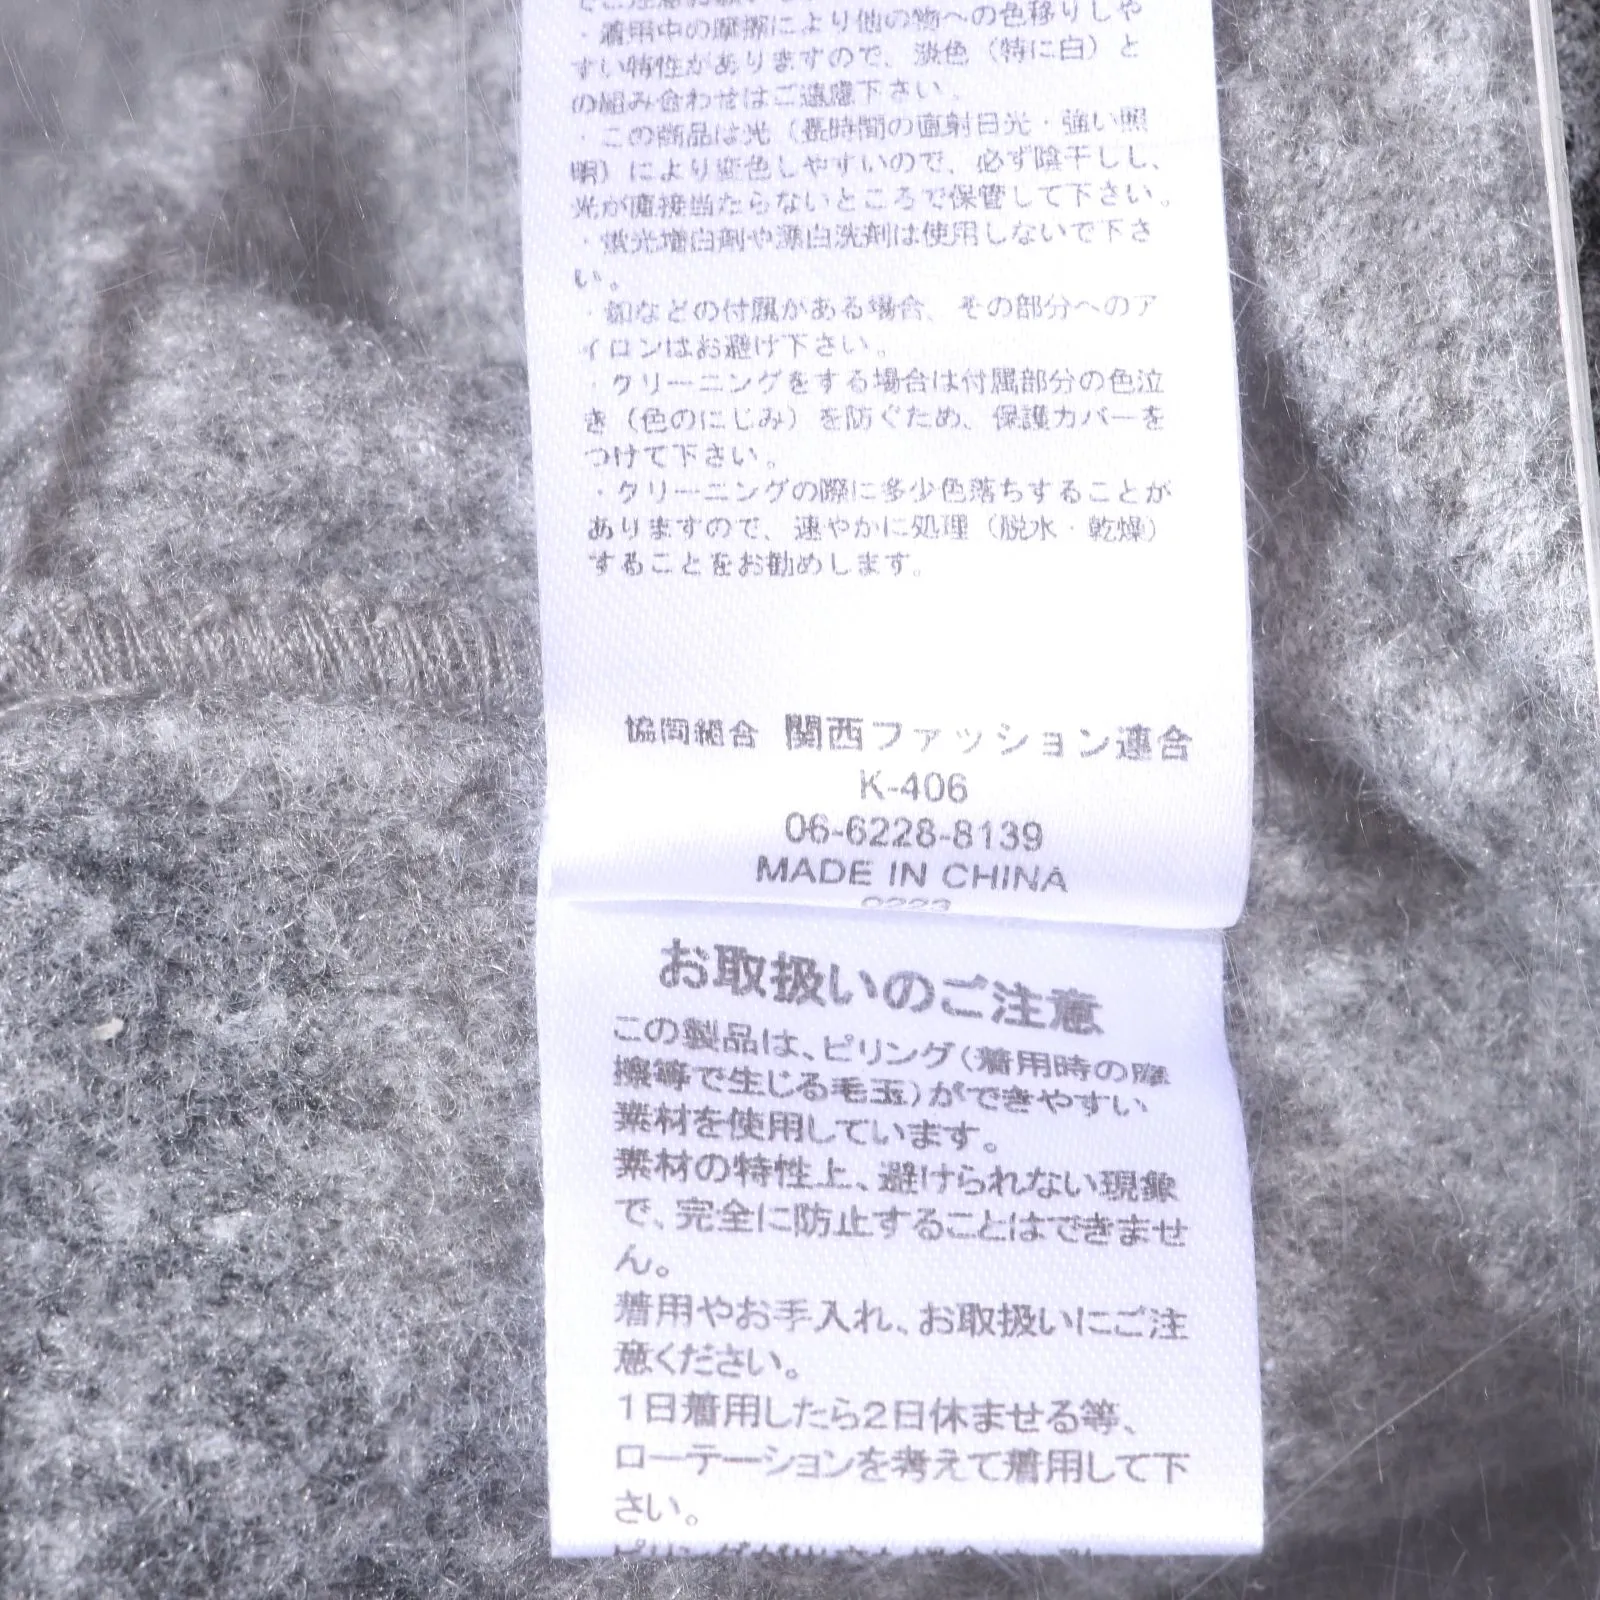 ・着用中の摩擦により他の物への色移りしや
すい特性がありますので、淡色（特に白）と
の組み合わせはご遠慮下さい。
・この商品は光（長時間の直射日光・強い照
明）により変色しやすいので、必ず陰干しし、
光が直接当たらないところで保管して下さい。
・蛍光増白剤や漂白洗剤は使用しないで下さ
い。
・釦などの付属がある場合、その部分へのア
イロンはお避け下さい。
・クリーニングをする場合は付属部分の色泣
き（色のにじみ）を防ぐため、保護カバーを
つけて下さい。
・クリーニングの際に多少色落ちすることが
ありますので、速やかに処理（脱水・乾燥）
することをお勧めします。
協同組合 関西ファッション連合
K-406
06-6228-8139
MADE IN CHINA
お取扱いのご注意
この製品は、ピリング(着用時の摩
擦等で生じる毛玉)ができやすい
素材を使用しています。
素材の特性上、避けられない現象
で、完全に防止することはできませ
ん。
着用やお手入れ、お取扱いにご注
意ください。
1日着用したら2日休ませる等、
ローテーションを考えて着用して下
さい。